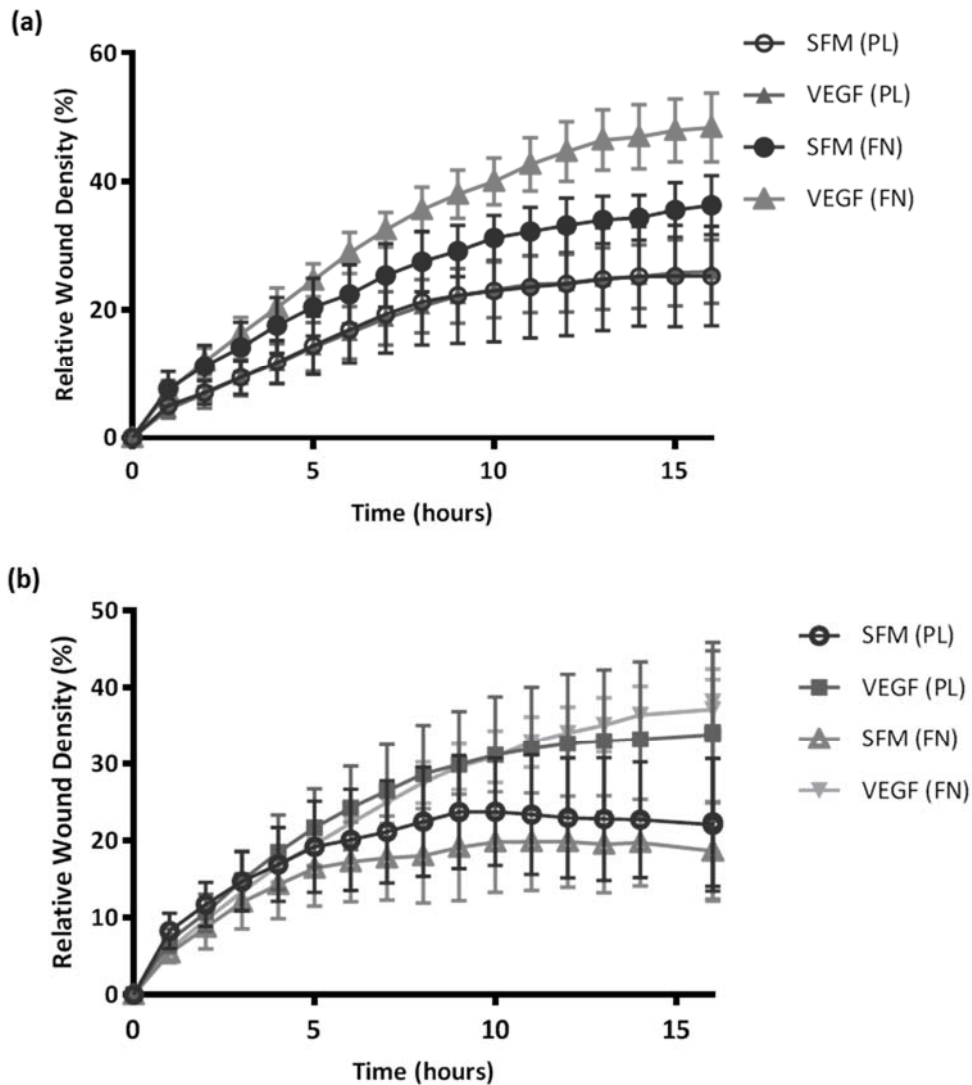 (a)
60
40
20
0
Relative Wound Density (%)
0 5 10 15
Time (hours)
SFM (PL)
VEGF (PL)
SFM (FN)
VEGF (FN)
(b)
50
40
30
20
10
0
Relative Wound Density (%)
0 5 10 15
Time (hours)
SFM (PL)
VEGF (PL)
SFM (FN)
VEGF (FN)